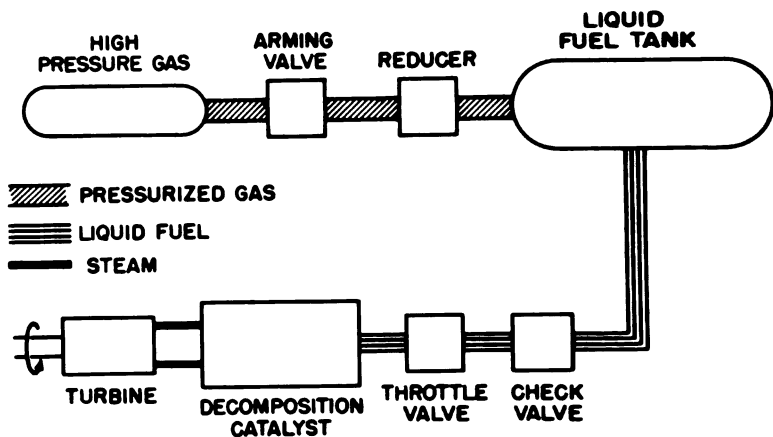 HIGH
PRESSURE GAS
ARMING
VALVE
REDUCER
LIQUID
FUEL TANK
PRESSURIZED GAS
LIQUID FUEL
STEAM
TURBINE
DECOMPOSITION
CATALYST
THROTTLE
VALVE
CHECK
VALVE